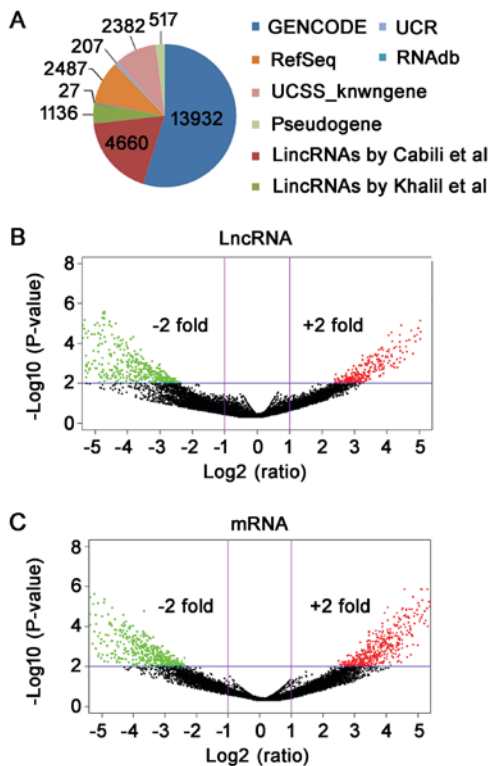 A
517
2382
207
2487
27
1136
4660
13932
GENCODE
UCR
RefSeq
RNAdb
UCSS_knwngene
Pseudogene
LincRNAs by Cabili et al
LincRNAs by Khalil et al
B
LncRNA
-2 fold
+2 fold
8
6
4
2
0
-Log10 (P-value)
-5 -4 -3 -2 -1 0 1 2 3 4 5
Log2 (ratio)
C
mRNA
-2 fold
+2 fold
8
6
4
2
0
-Log10 (P-value)
-5 -4 -3 -2 -1 0 1 2 3 4 5
Log2 (ratio)